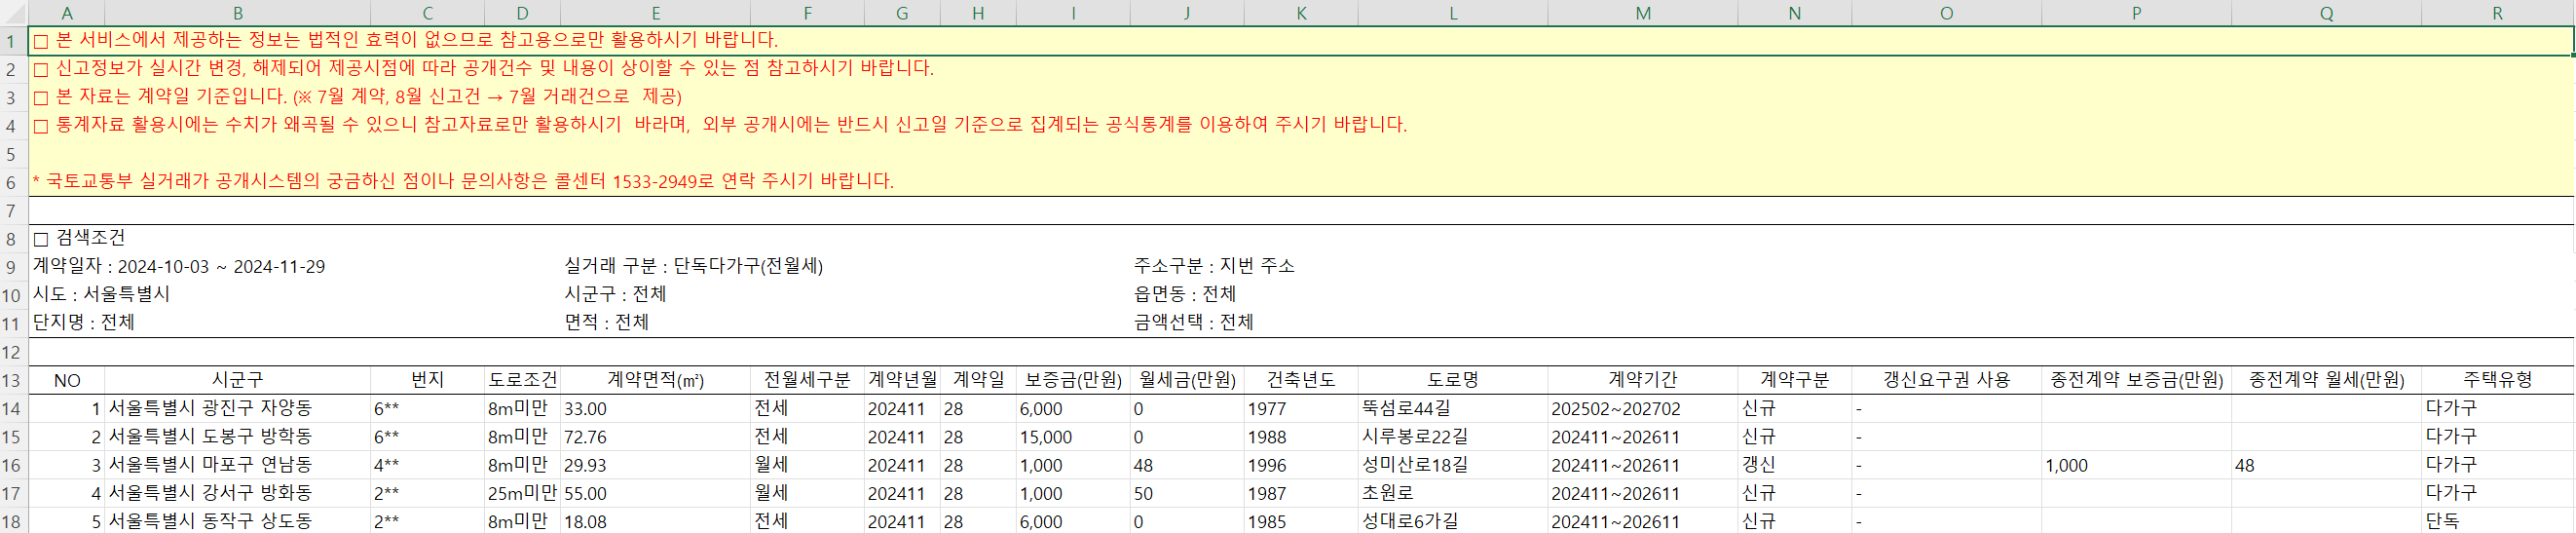 A B C D E F G H I J K L M N O P Q R
1 □ 본 서비스에서 제공하는 정보는 법적인 효력이 없으므로 참고용으로만 활용하시기 바랍니다.
2 □ 신고정보가 실시간 변경, 해제되어 제공시점에 따라 공개건수 및 내용이 상이할 수 있는 점 참고하시기 바랍니다.
3 □ 본 자료는 계약일 기준입니다. (※ 7월 계약, 8월 신고건 → 7월 거래건으로 제공)
4 □ 통계자료 활용시에는 수치가 왜곡될 수 있으니 참고자료로만 활용하시기 바라며, 외부 공개시에는 반드시 신고일 기준으로 집계되는 공식통계를 이용하여 주시기 바랍니다.
5
6 * 국토교통부 실거래가 공개시스템의 궁금하신 점이나 문의사항은 콜센터 1533-2949로 연락 주시기 바랍니다.
7
8 □ 검색조건
9 계약일자 : 2024-10-03 ~ 2024-11-29 실거래 구분 : 단독다가구(전월세) 주소구분 : 지번 주소
10 시도 : 서울특별시 시군구 : 전체 읍면동 : 전체
11 단지명 : 전체 면적 : 전체 금액선택 : 전체
12
13 NO 시군구 번지 도로조건 계약면적(㎡) 전월세구분 계약년월 계약일 보증금(만원) 월세금(만원) 건축년도 도로명 계약기간 계약구분 갱신요구권 사용 종전계약 보증금(만원) 종전계약 월세(만원) 주택유형
14 1 서울특별시 광진구 자양동 6** 8m미만 33.00 전세 202411 28 6,000 0 1977 뚝섬로44길 202502~202702 신규 - 다가구
15 2 서울특별시 도봉구 방학동 6** 8m미만 72.76 전세 202411 28 15,000 0 1988 시루봉로22길 202411~202611 신규 - 다가구
16 3 서울특별시 마포구 연남동 4** 8m미만 29.93 월세 202411 28 1,000 48 1996 성미산로18길 202411~202611 갱신 - 1,000 48 다가구
17 4 서울특별시 강서구 방화동 2** 25m미만 55.00 월세 202411 28 1,000 50 1987 초원로 202411~202611 신규 - 다가구
18 5 서울특별시 동작구 상도동 2** 8m미만 18.08 전세 202411 28 6,000 0 1985 성대로6가길 202411~202611 신규 - 단독